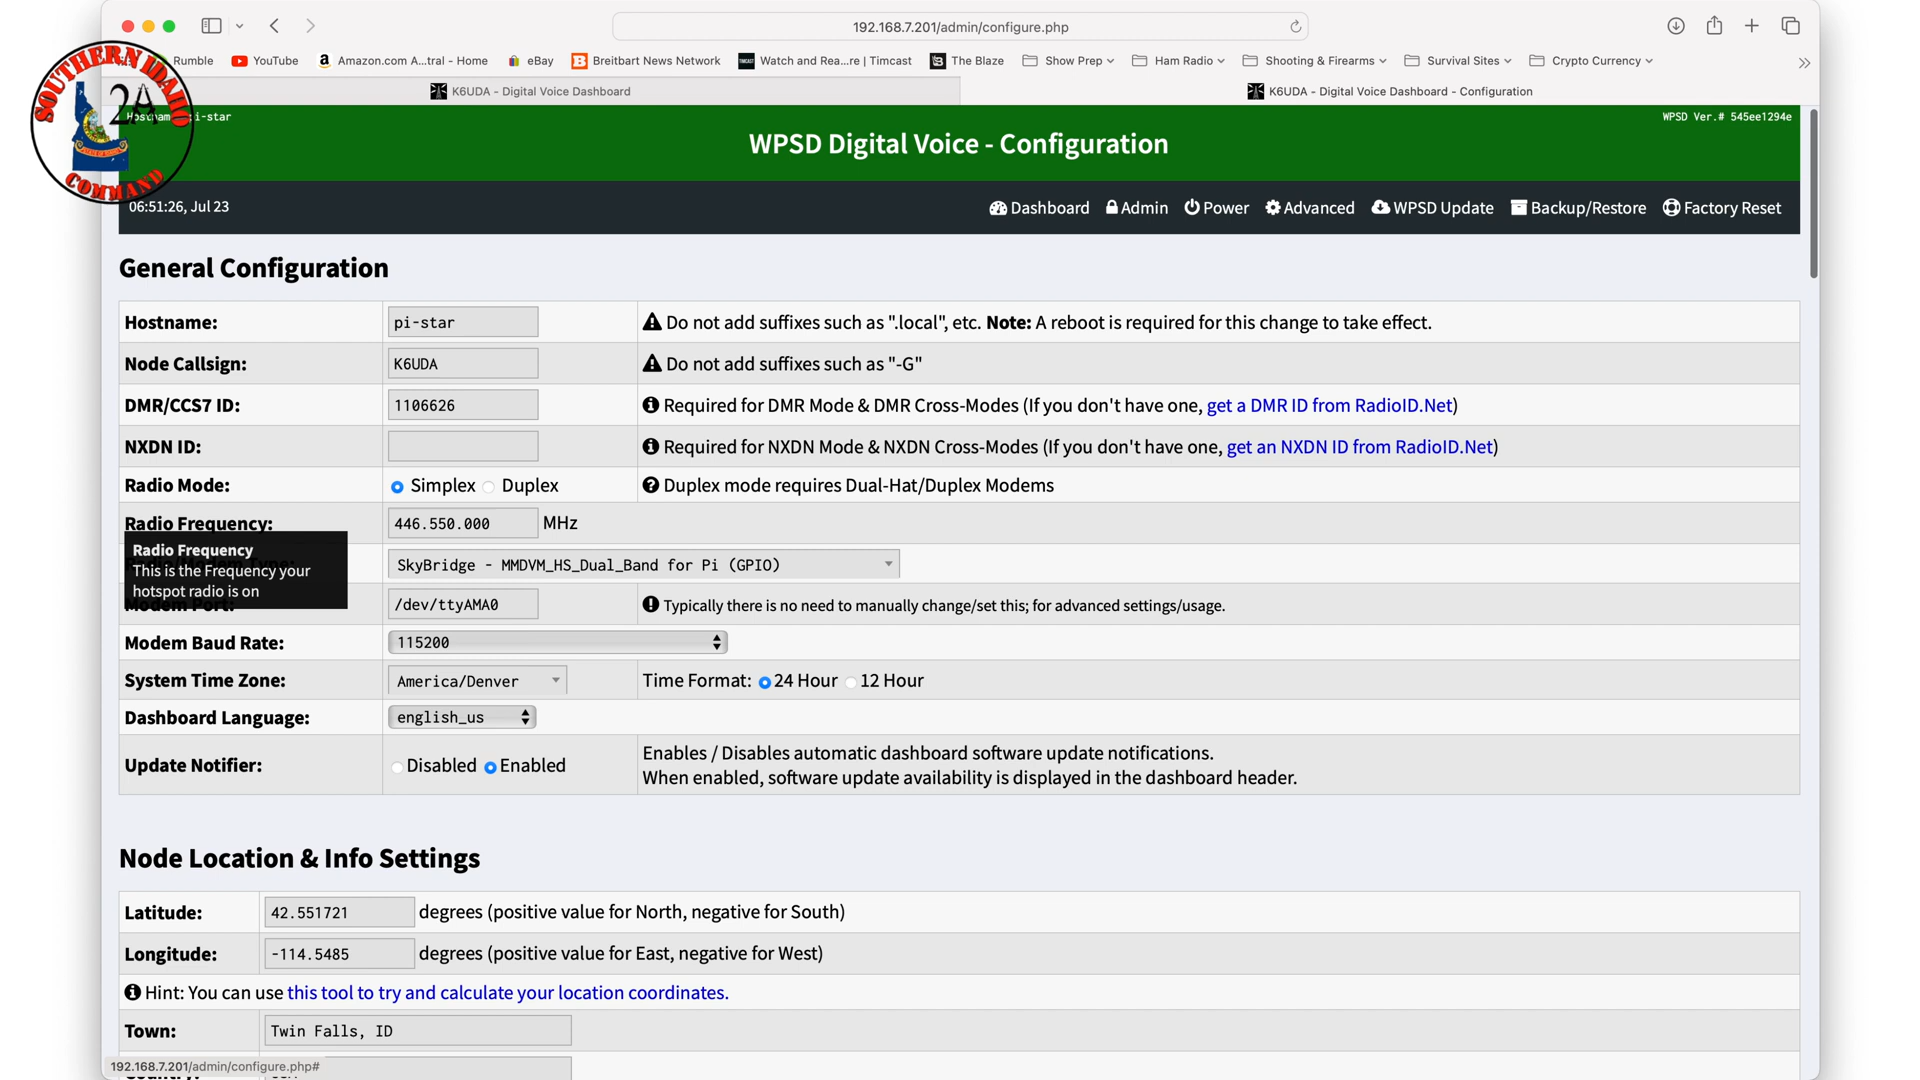 192.168.7.201/admin/configure.php
Rumble YouTube Amazon.com A...tral - Home eBay Breitbart News Network Watch and Rea...re | Timcast The Blaze Show Prep Ham Radio Shooting & Firearms Survival Sites Crypto Currency
K6UDA - Digital Voice Dashboard
K6UDA - Digital Voice Dashboard - Configuration
SOUTHERN IDAHO
2A
COMMAND
WPSD Ver.# 545ee1294e
WPSD Digital Voice - Configuration
06:51:26, Jul 23
Dashboard Admin Power Advanced WPSD Update Backup/Restore Factory Reset
General Configuration
Hostname: pi-star Do not add suffixes such as ".local", etc. Note: A reboot is required for this change to take effect.
Node Callsign: K6UDA Do not add suffixes such as "-G"
DMR/CCS7 ID: 1106626 Required for DMR Mode & DMR Cross-Modes (If you don't have one, get a DMR ID from RadioID.Net)
NXDN ID: Required for NXDN Mode & NXDN Cross-Modes (If you don't have one, get an NXDN ID from RadioID.Net)
Radio Mode: Simplex Duplex Duplex mode requires Dual-Hat/Duplex Modems
Radio Frequency: 446.550.000 MHz
Radio Frequency
This is the Frequency your
hotspot radio is on
SkyBridge - MMDVM_HS_Dual_Band for Pi (GPIO)
Modem Port: /dev/ttyAMA0 Typically there is no need to manually change/set this; for advanced settings/usage.
Modem Baud Rate: 115200
System Time Zone: America/Denver Time Format: 24 Hour 12 Hour
Dashboard Language: english_us
Update Notifier: Disabled Enabled Enables / Disables automatic dashboard software update notifications.
When enabled, software update availability is displayed in the dashboard header.
Node Location & Info Settings
Latitude: 42.551721 degrees (positive value for North, negative for South)
Longitude: -114.5485 degrees (positive value for East, negative for West)
Hint: You can use this tool to try and calculate your location coordinates.
Town: Twin Falls, ID
192.168.7.201/admin/configure.php#